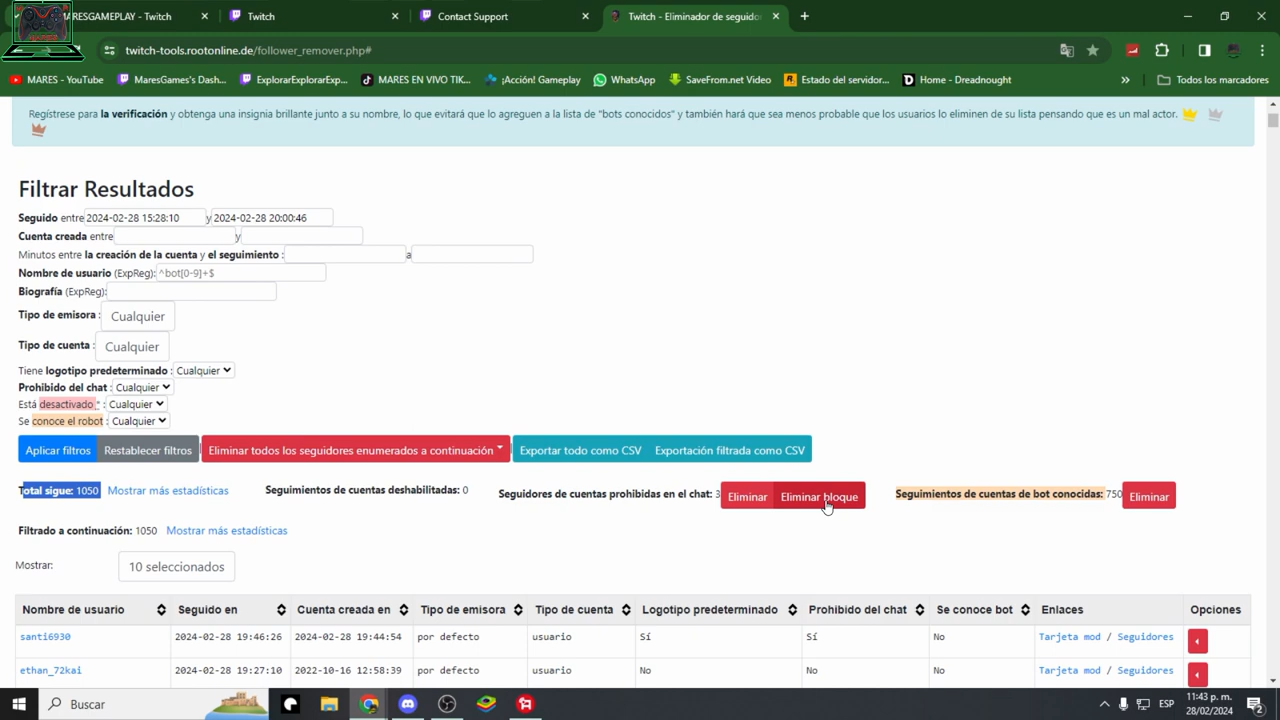 MARESGAMEPLAY - Twitch
Twitch
Contact Support
Twitch - Eliminador de seguido
twitch-tools.rootonline.de/follower_remover.php#
MARES - YouTube
MaresGames's Dash...
ExplorarExplorarExp...
MARES EN VIVO TIK...
¡Acción! Gameplay
WhatsApp
SaveFrom.net Video
Estado del servidor...
Home - Dreadnought
Todos los marcadores
Regístrese para la verificación y obtenga una insignia brillante junto a su nombre, lo que evitará que lo agreguen a la lista de "bots conocidos" y también hará que sea menos probable que los usuarios lo eliminen de su lista pensando que es un mal actor.
Filtrar Resultados
Seguido entre 2024-02-28 15:28:10 y 2024-02-28 20:00:46
Cuenta creada entre y
Minutos entre la creación de la cuenta y el seguimiento : a
Nombre de usuario (ExpReg): ^bot[0-9]+$
Biografía (ExpReg):
Tipo de emisora : Cualquier
Tipo de cuenta : Cualquier
Tiene logotipo predeterminado : Cualquier
Prohibido del chat : Cualquier
Está desactivado * : Cualquier
Se conoce el robot : Cualquier
Aplicar filtros Restablecer filtros Eliminar todos los seguidores enumerados a continuación Exportar todo como CSV Exportación filtrada como CSV
Total sigue: 1050 Mostrar más estadísticas Seguimientos de cuentas deshabilitadas: 0 Seguidores de cuentas prohibidas en el chat: 3 Eliminar Eliminar bloque Seguimientos de cuentas de bot conocidas: 750 Eliminar
Filtrado a continuación: 1050 Mostrar más estadísticas
Mostrar: 10 seleccionados
Nombre de usuario Seguido en Cuenta creada en Tipo de emisora Tipo de cuenta Logotipo predeterminado Prohibido del chat Se conoce bot Enlaces Opciones
santi6930 2024-02-28 19:46:26 2024-02-28 19:44:54 por defecto usuario Sí Sí No Tarjeta mod / Seguidores
ethan_72kai 2024-02-28 19:27:10 2022-10-16 12:58:39 por defecto usuario No No No Tarjeta mod / Seguidores
Buscar
ESP
11:43 p. m.
28/02/2024
2